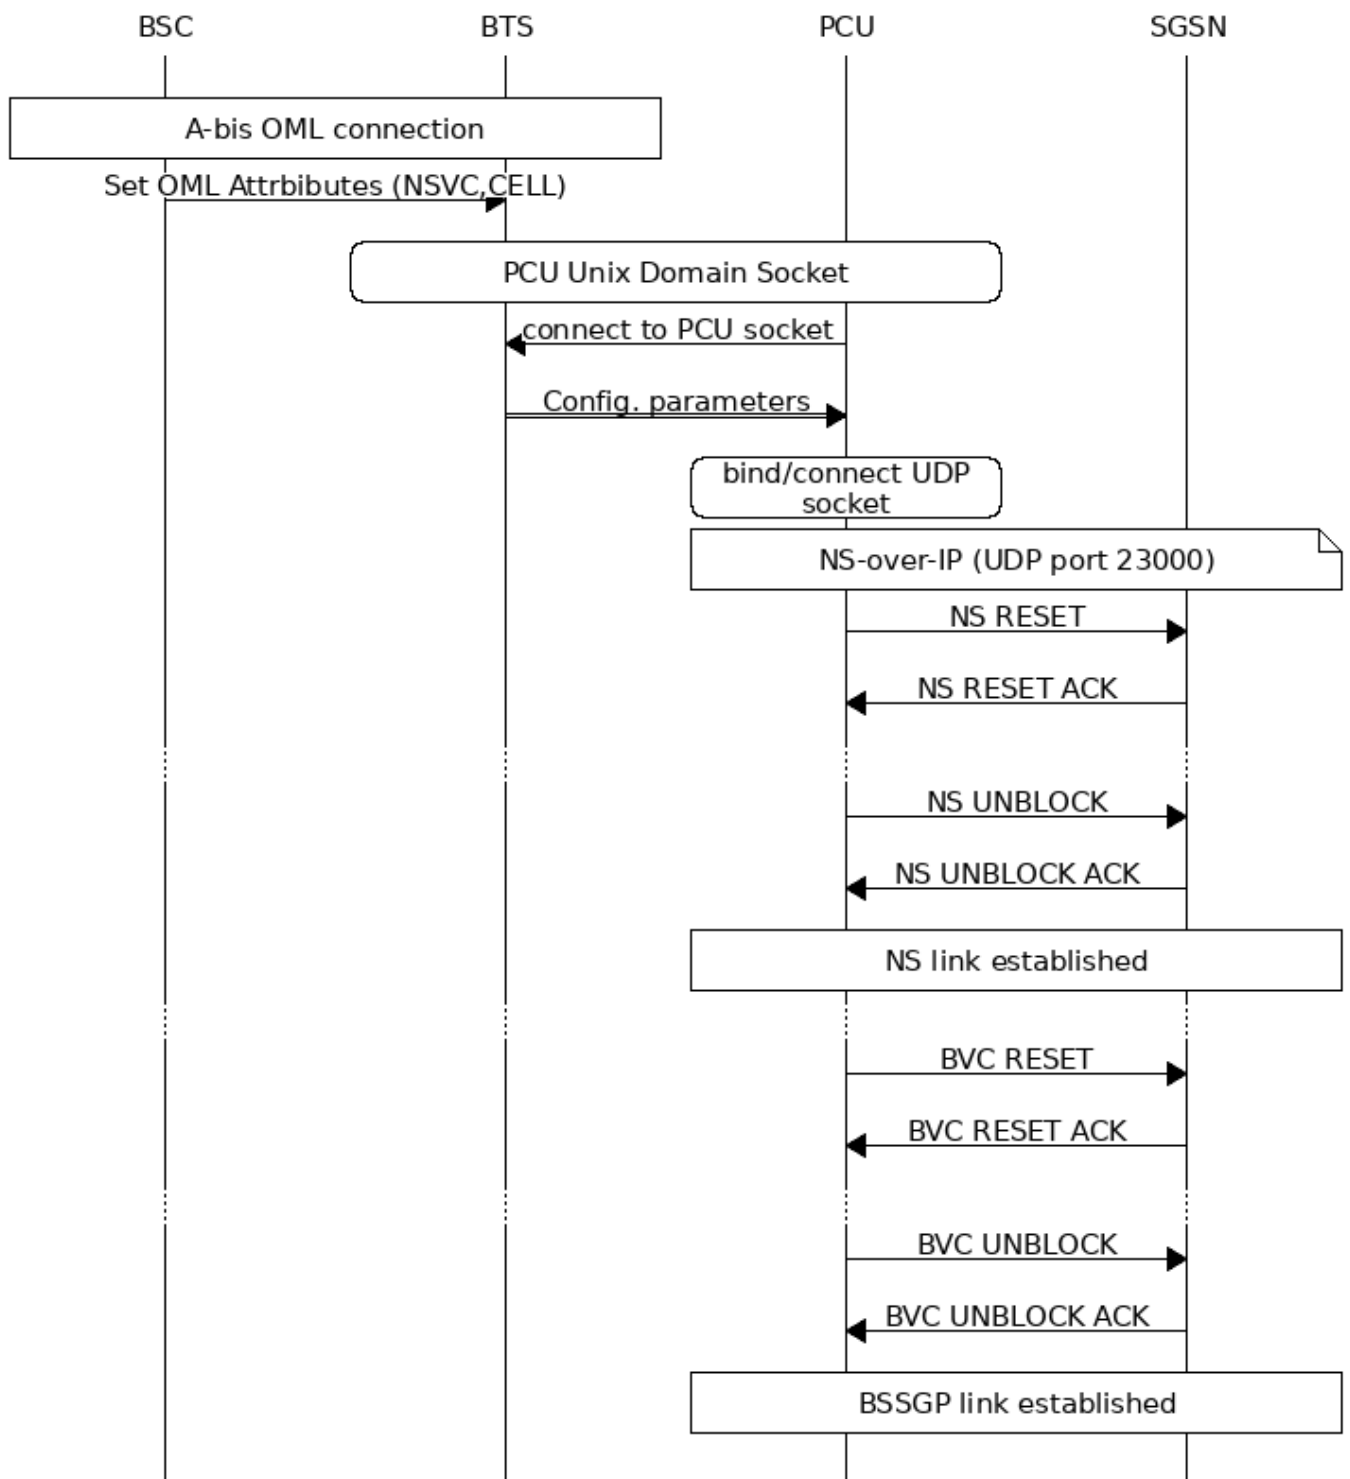 BSC BTS PCU SGSN
A-bis OML connection
Set OML Attrbibutes (NSVC,CELL)
PCU Unix Domain Socket
connect to PCU socket
Config. parameters
bind/connect UDP
socket
NS-over-IP (UDP port 23000)
NS RESET
NS RESET ACK
NS UNBLOCK
NS UNBLOCK ACK
NS link established
BVC RESET
BVC RESET ACK
BVC UNBLOCK
BVC UNBLOCK ACK
BSSGP link established